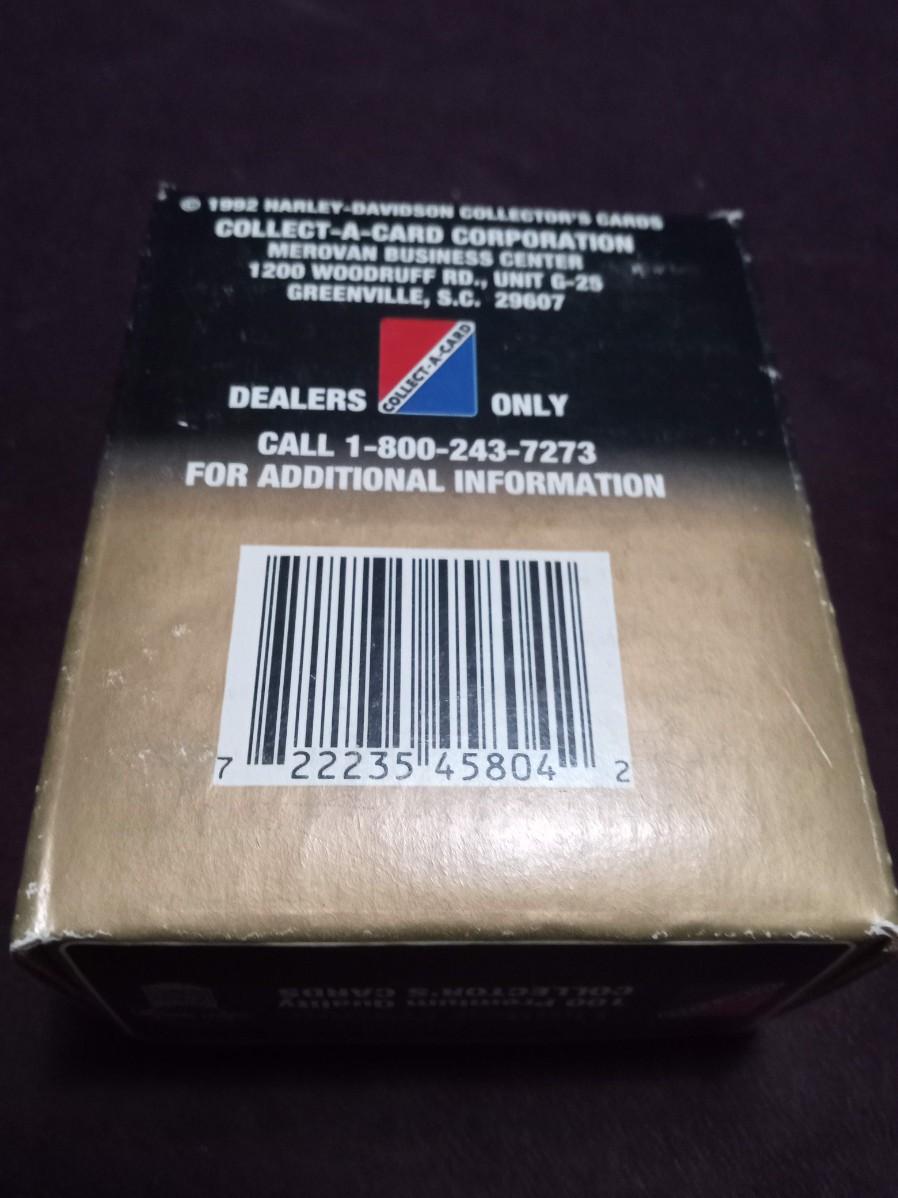 © 1992 HARLEY-DAVIDSON COLLECTOR'S CARDS
COLLECT-A-CARD CORPORATION
MEROVAN BUSINESS CENTER
1200 WOODRUFF RD., UNIT G-25
GREENVILLE, S.C. 29607
COLLECT-A-CARD
DEALERS ONLY
CALL 1-800-243-7273
FOR ADDITIONAL INFORMATION
7 22235 45804 2
100 Premium Quality
COLLECTOR'S CARDS